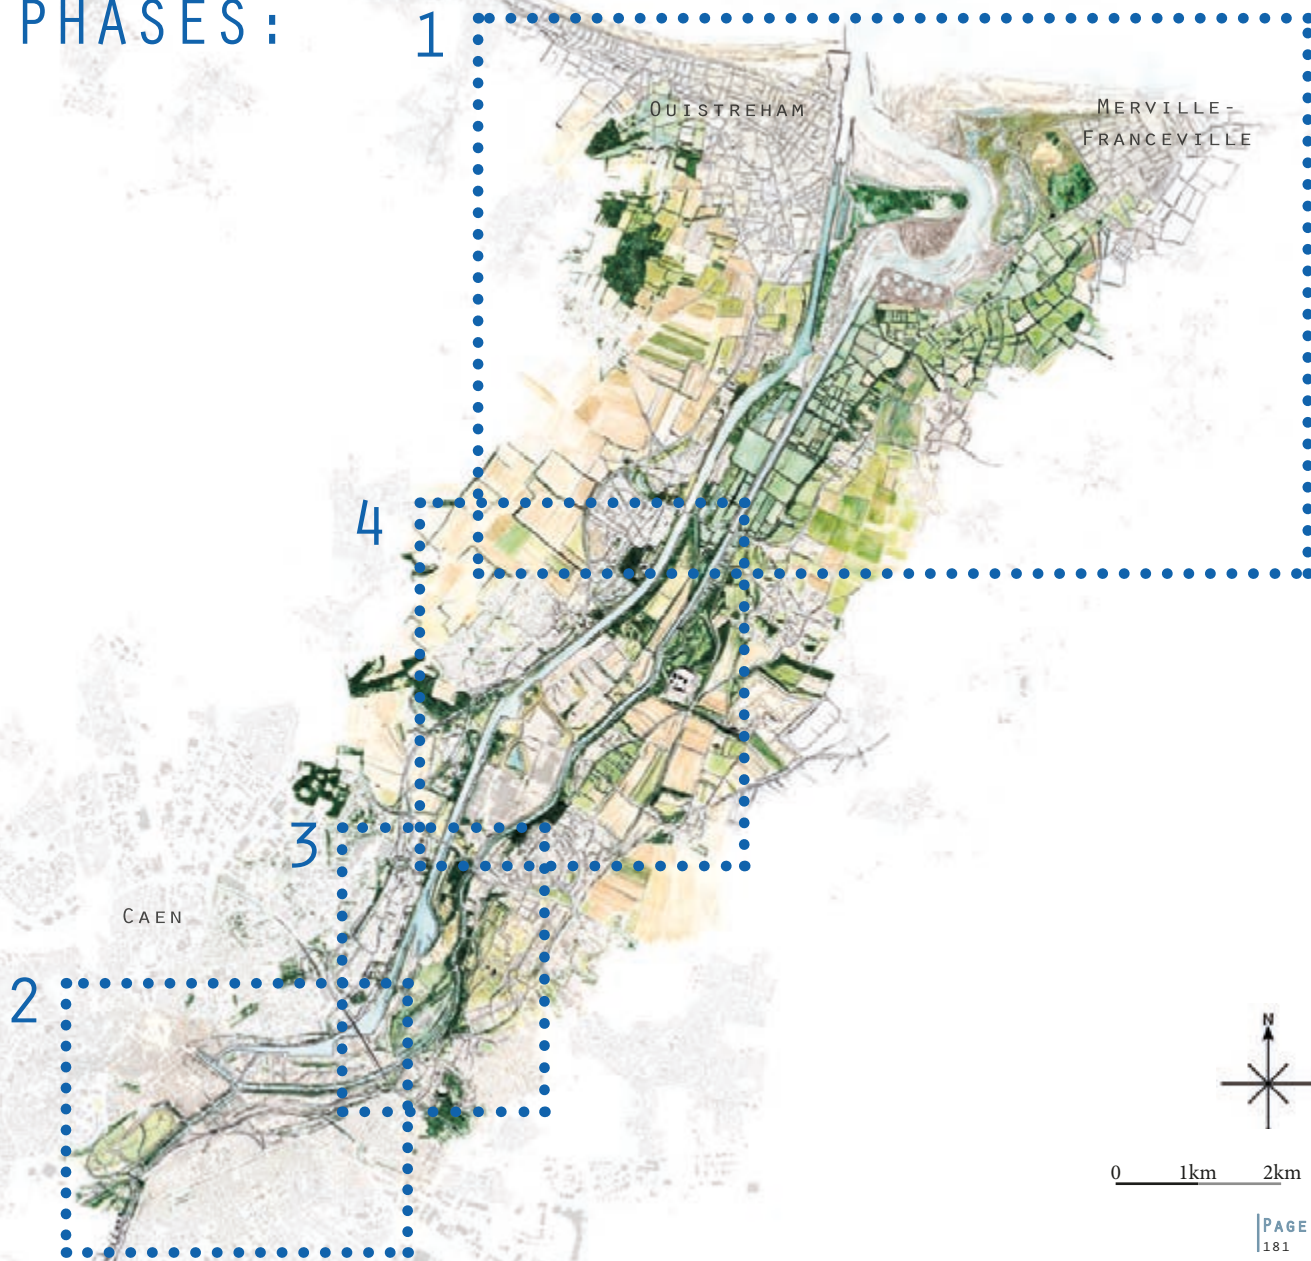 PHASES:
1
OUISTREHAM
MERVILLE-
FRANCEVILLE
4
3
CAEN
2
N
0 1km 2km
PAGE
181